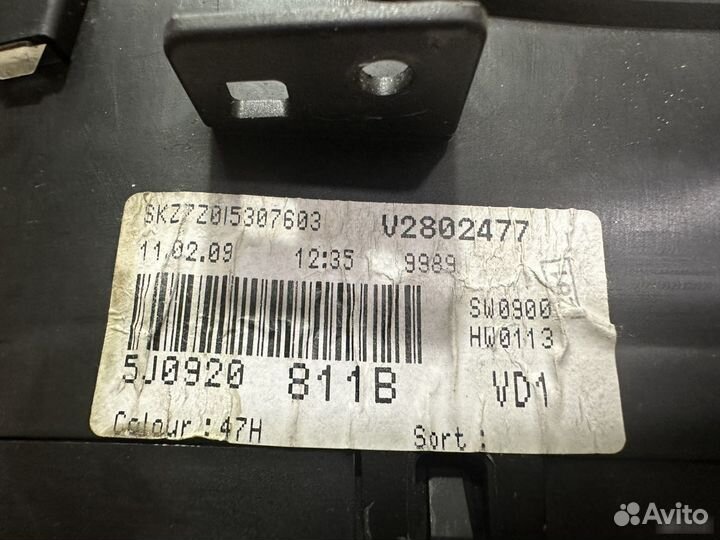 SKZ7Z0I5307603 V2802477
11.02.09 12:35 9989
SW0900
HW0113
5J0920 811B VD1
Colour : 47H Sort :
Avito